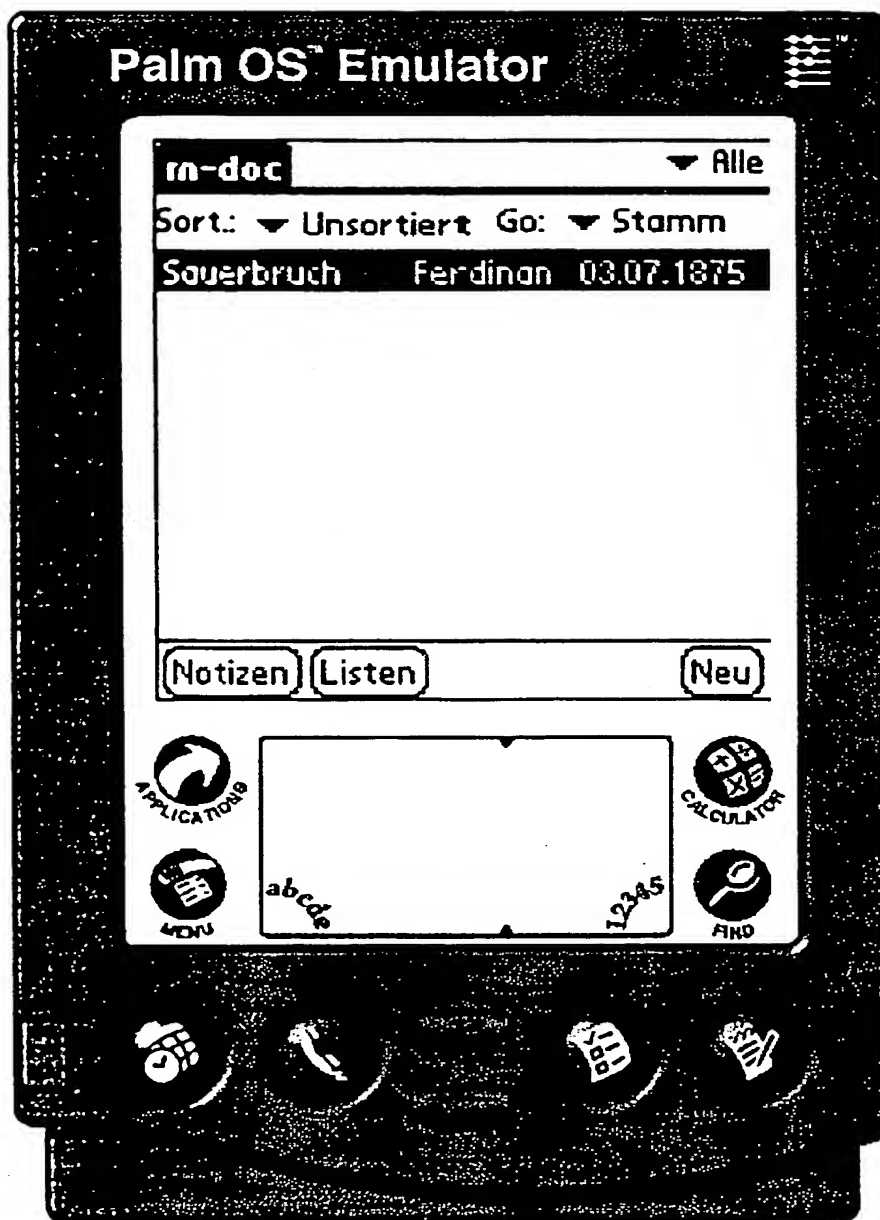 Palm OS™ Emulator
™
m-doc ▼ Alle
Sort.: ▼ Unsortiert Go: ▼ Stamm
Sauerbruch Ferdinan 03.07.1875
Notizen Listen Neu
APPLICATIONS
CALCULATOR
abcde
12345
MENU
FIND